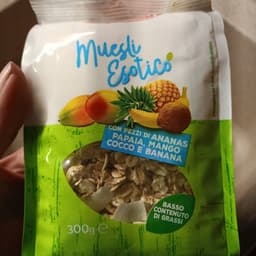 Muesli
Esotico
CON PEZZI DI ANANAS
PAPAIA, MANGO
COCCO E BANANA
BASSO
CONTENUTO
DI GRASSI
300g e